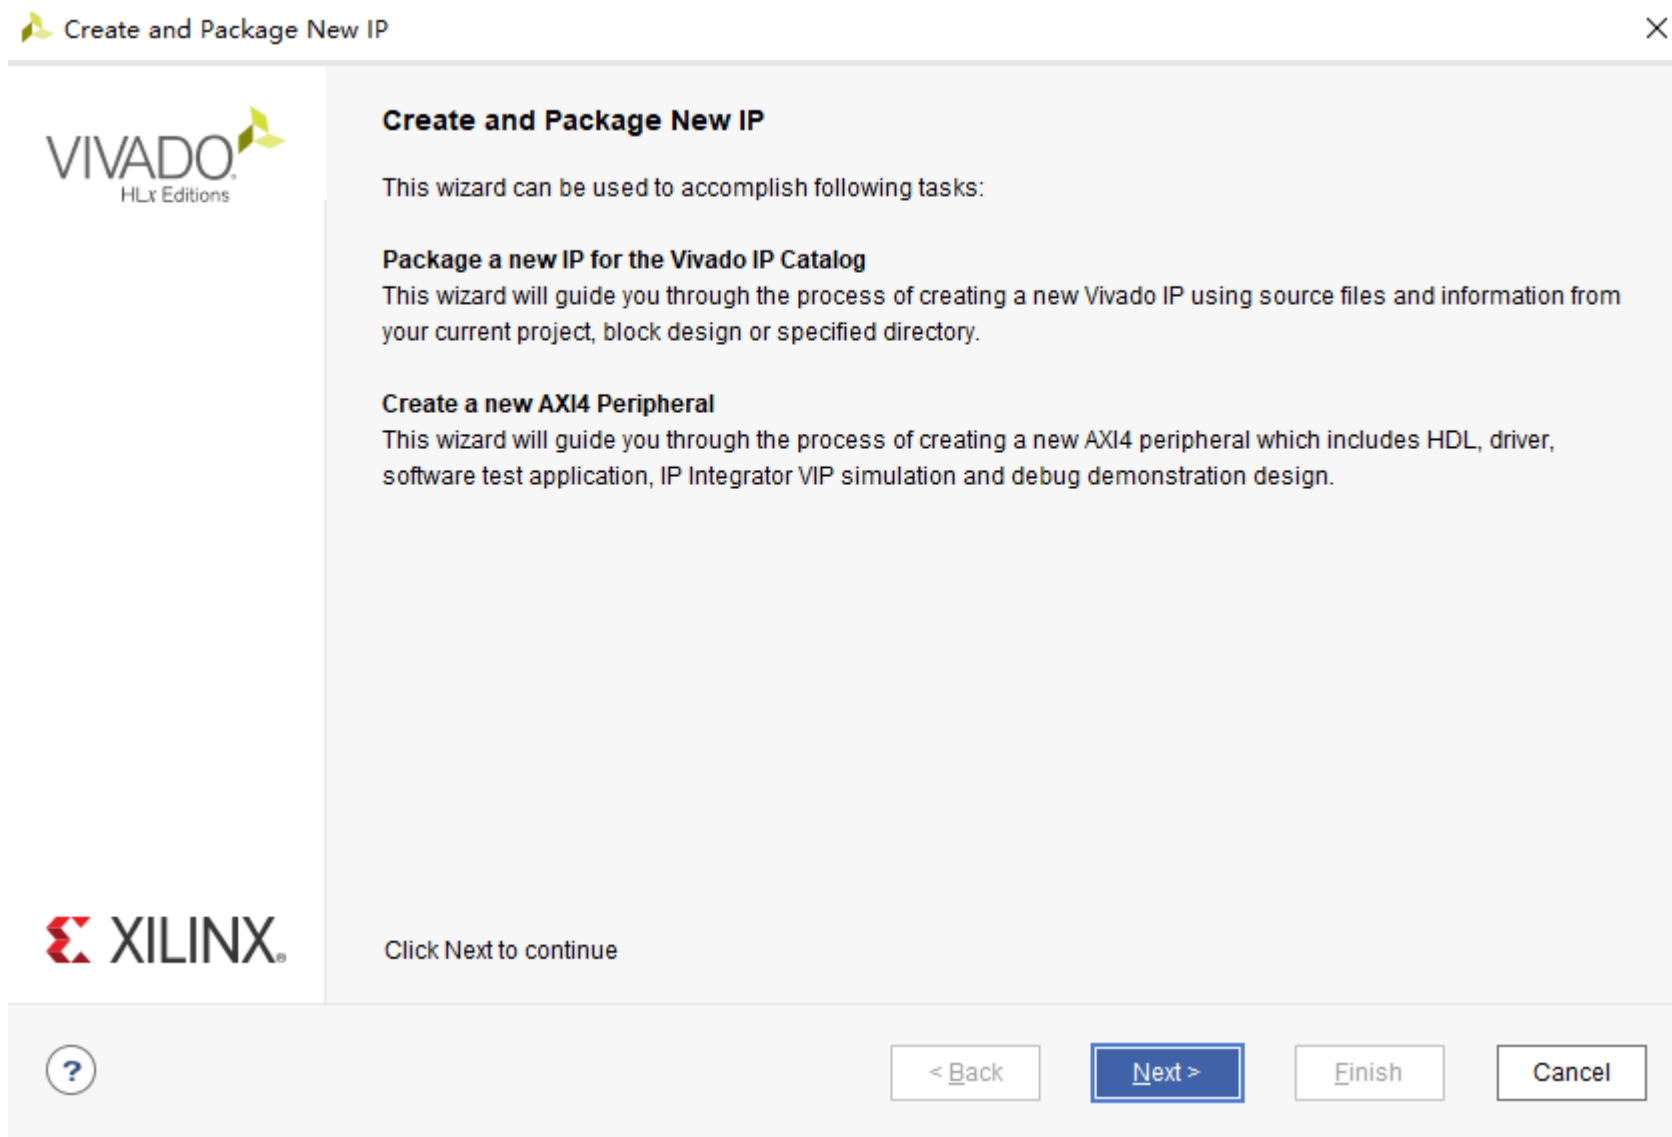 Create and Package New IP
VIVADO
HLx Editions
Create and Package New IP
This wizard can be used to accomplish following tasks:
Package a new IP for the Vivado IP Catalog
This wizard will guide you through the process of creating a new Vivado IP using source files and information from
your current project, block design or specified directory.
Create a new AXI4 Peripheral
This wizard will guide you through the process of creating a new AXI4 peripheral which includes HDL, driver,
software test application, IP Integrator VIP simulation and debug demonstration design.
XILINX
Click Next to continue
?
< Back
Next >
Finish
Cancel